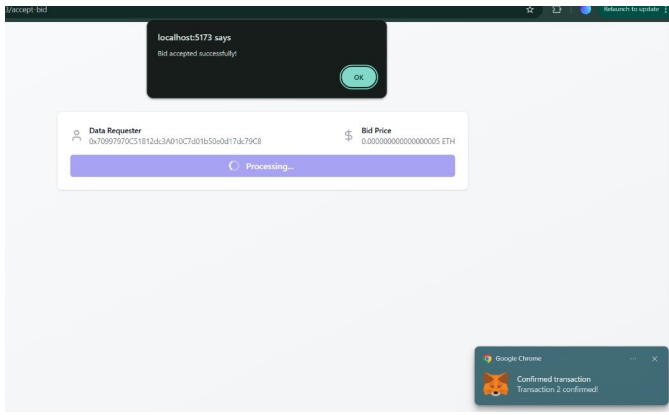 /accept-bid
Relaunch to update
localhost:5173 says
Bid accepted successfully!
OK
Data Requester
0x70997970C51812dc3A010C7d01b50e0d17dc79C8
Bid Price
0.000000000000000005 ETH
Processing...
Google Chrome
Confirmed transaction
Transaction 2 confirmed!